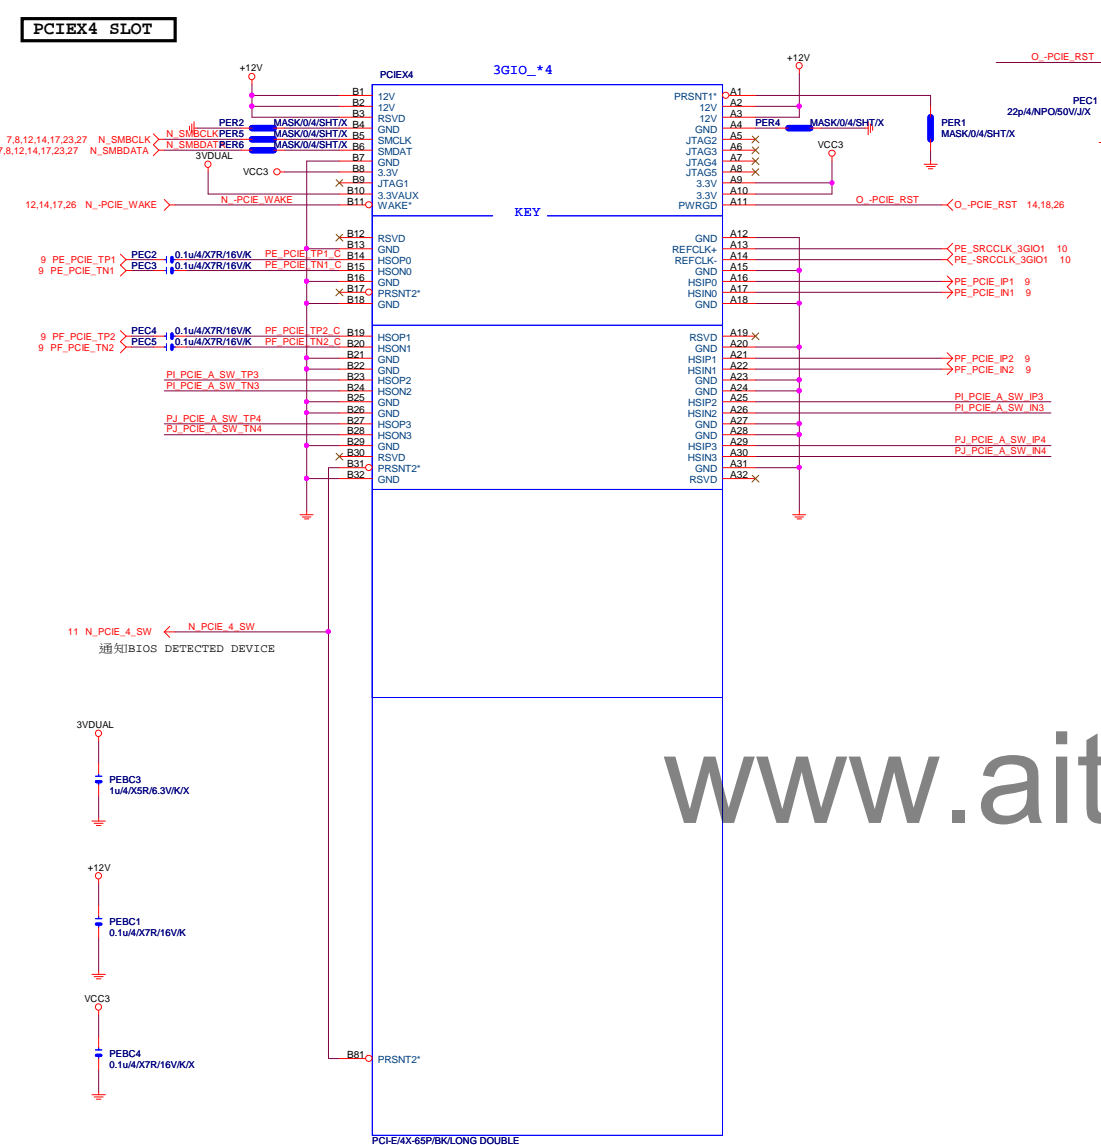 PCIEX4 SLOT
+12V
PCIEX4
3GIO_*4
+12V
O_-PCIE_RST
PEC1
22p/4/NPO/50V/J/X
B1 12V PRSNT1* A1
B2 12V 12V A2
B3 RSVD 12V A3
PER2 MASK/0/4/SHT/X B4 GND GND A4 PER4 MASK/0/4/SHT/X
PER1
MASK/0/4/SHT/X
7,8,12,14,17,23,27 N_SMBCLK N_SMBCLK PER5 MASK/0/4/SHT/X B5 SMCLK JTAG2 A5
7,8,12,14,17,23,27 N_SMBDATA N_SMBDATA PER6 MASK/0/4/SHT/X B6 SMDAT JTAG3 A6
3VDUAL B7 GND JTAG4 A7 VCC3
VCC3 B8 3.3V JTAG5 A8
B9 JTAG1 3.3V A9
B10 3.3VAUX 3.3V A10
12,14,17,26 N_-PCIE_WAKE N_-PCIE_WAKE B11 WAKE* PWRGD A11 O_-PCIE_RST O_-PCIE_RST 14,18,26
KEY
B12 RSVD GND A12
B13 GND REFCLK+ A13 PE_SRCCLK_3GIO1 10
9 PE_PCIE_TP1 PEC2 0.1u/4/X7R/16V/K PE_PCIE_TP1_C B14 HSOP0 REFCLK- A14 PE_-SRCCLK_3GIO1 10
9 PE_PCIE_TN1 PEC3 0.1u/4/X7R/16V/K PE_PCIE_TN1_C B15 HSON0 GND A15
B16 GND HSIP0 A16 PE_PCIE_IP1 9
B17 PRSNT2* HSIN0 A17 PE_PCIE_IN1 9
B18 GND GND A18
9 PF_PCIE_TP2 PEC4 0.1u/4/X7R/16V/K PF_PCIE_TP2_C B19 HSOP1 RSVD A19
9 PF_PCIE_TN2 PEC5 0.1u/4/X7R/16V/K PF_PCIE_TN2_C B20 HSON1 GND A20
B21 GND HSIP1 A21 PF_PCIE_IP2 9
B22 GND HSIN1 A22 PF_PCIE_IN2 9
PI_PCIE_A_SW_TP3 B23 HSOP2 GND A23
PI_PCIE_A_SW_TN3 B24 HSON2 GND A24
B25 GND HSIP2 A25 PI_PCIE_A_SW_IP3
B26 GND HSIN2 A26 PI_PCIE_A_SW_IN3
PJ_PCIE_A_SW_TP4 B27 HSOP3 GND A27
PJ_PCIE_A_SW_TN4 B28 HSON3 GND A28
B29 GND HSIP3 A29 PJ_PCIE_A_SW_IP4
B30 RSVD HSIN3 A30 PJ_PCIE_A_SW_IN4
B31 PRSNT2* GND A31
B32 GND RSVD A32
11 N_PCIE_4_SW N_PCIE_4_SW
通知BIOS DETECTED DEVICE
3VDUAL
PEBC3
1u/4/X5R/6.3V/K/X
www.ait
+12V
PEBC1
0.1u/4/X7R/16V/K
VCC3
PEBC4
0.1u/4/X7R/16V/K/X
B81 PRSNT2*
PCI-E/4X-65P/BK/LONG DOUBLE